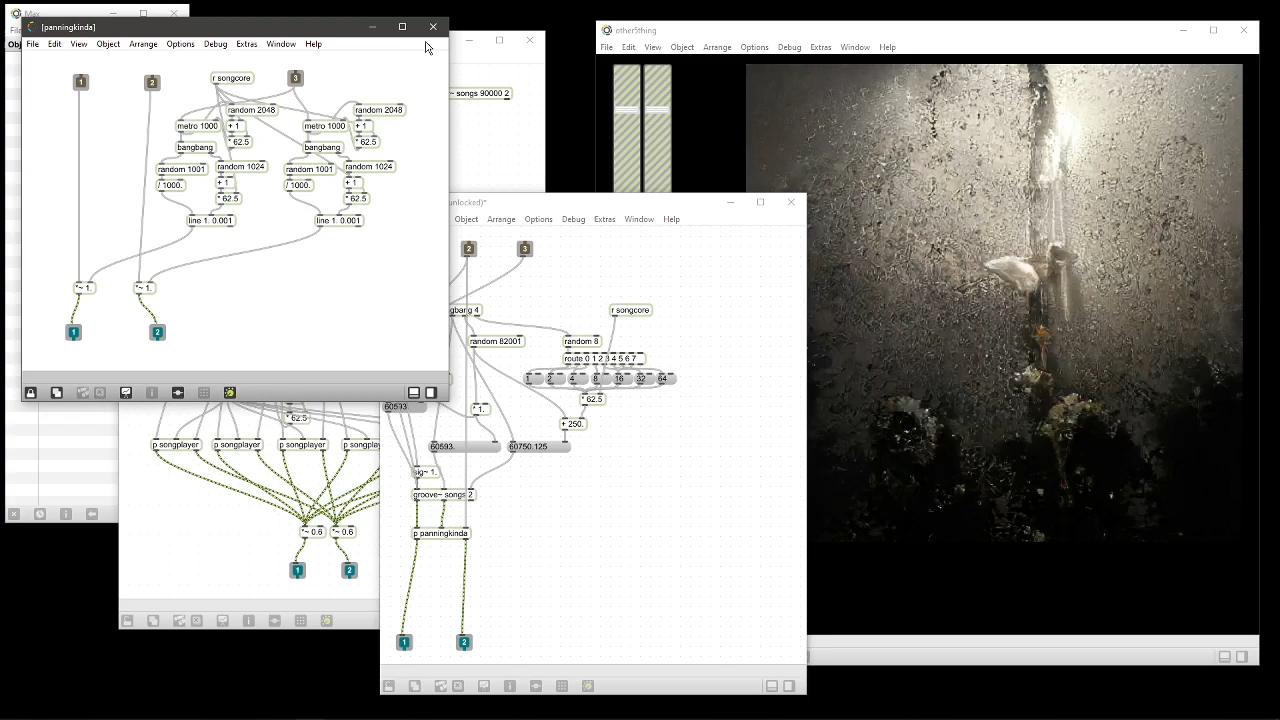 Max
[panningkinda]
File Edit View Object Arrange Options Debug Extras Window Help
1
2
r songcore
3
random 2048
random 2048
metro 1000
+ 1
metro 1000
+ 1
* 62.5
* 62.5
bangbang
bangbang
random 1001
random 1024
random 1001
random 1024
/ 1000.
+ 1
/ 1000.
+ 1
* 62.5
* 62.5
line 1. 0.001
line 1. 0.001
*~ 1.
*~ 1.
1
2
~ songs 90000 2
other5thing
File Edit View Object Arrange Options Debug Extras Window Help
unlocked)*
Object Arrange Options Debug Extras Window Help
2
3
gbang 4
r songcore
random 82001
random 8
route 0 1 2 3 4 5 6 7
1 2 4 8 16 32 64
* 62.5
60593
* 1.
+ 250.
60593.
60750.125
sig~ 1.
groove~ songs 2
p panningkinda
1
2
* 62.5
p songplayer
p songplayer
p songplayer
p songplay
*~ 0.6
*~ 0.6
1
2